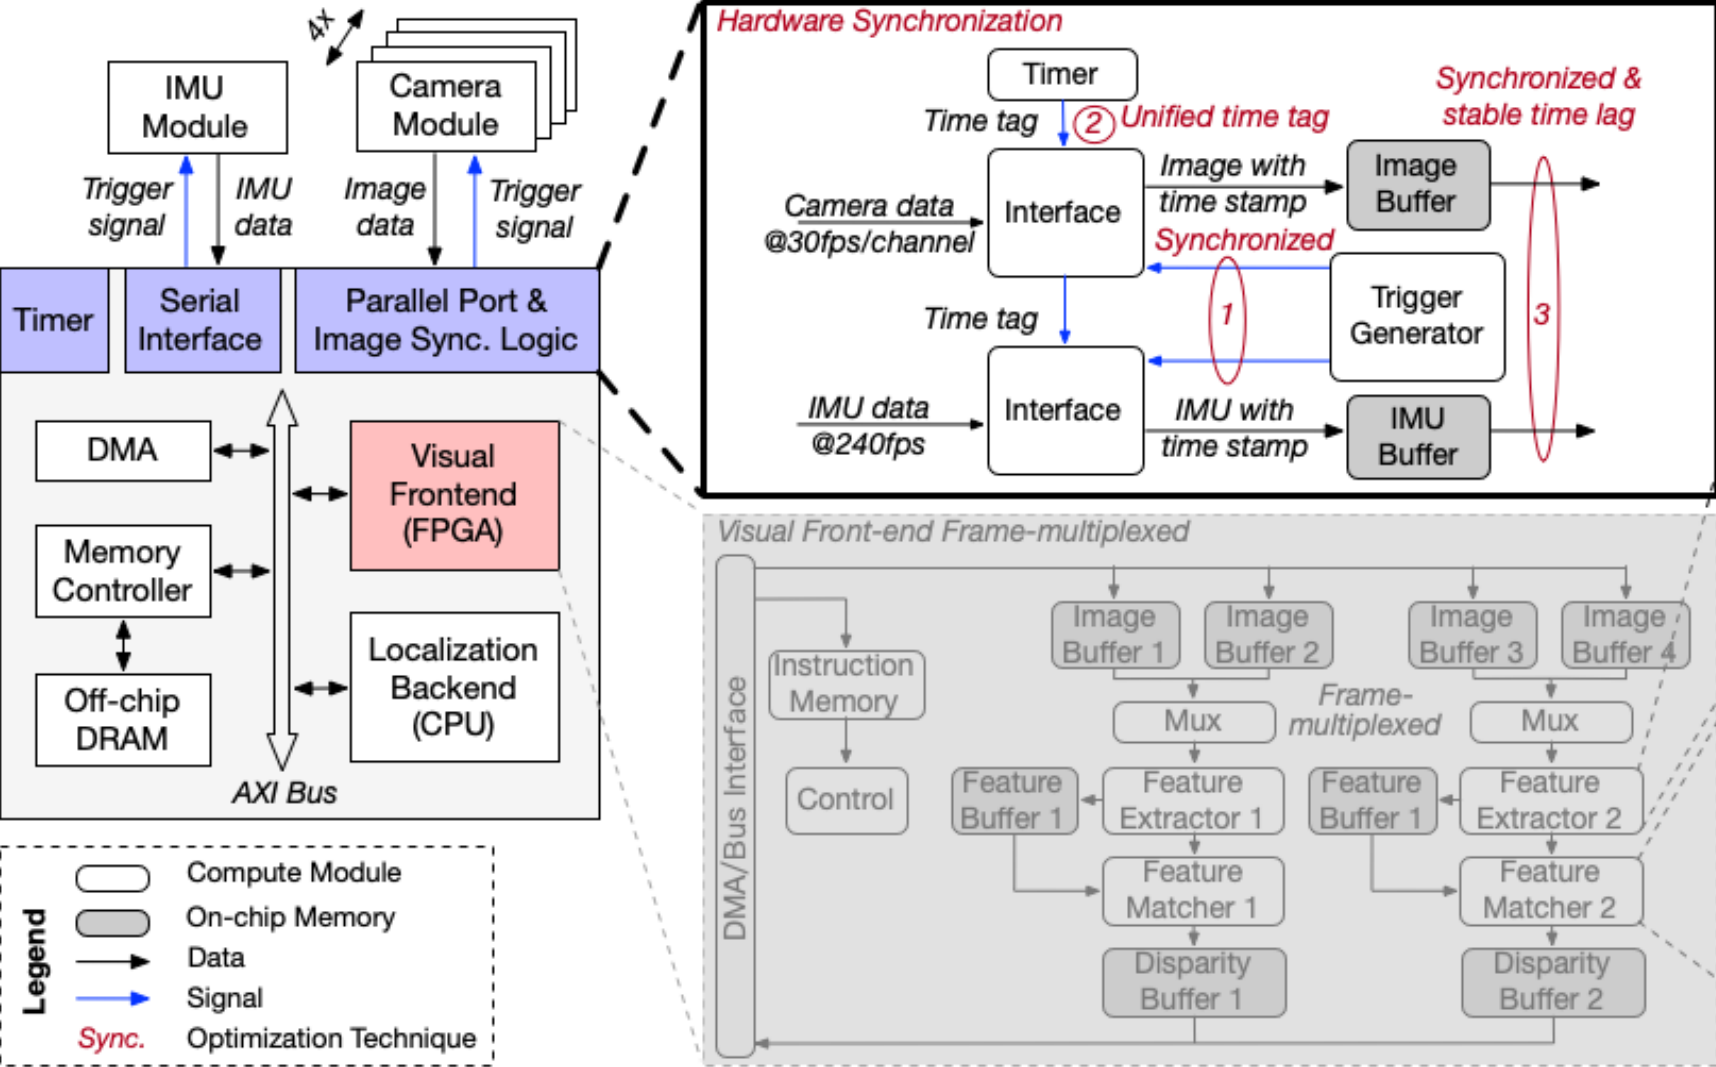 4x
IMU
Module
Camera
Module
Trigger
signal
IMU
data
Image
data
Trigger
signal
Timer
Serial
Interface
Parallel Port &
Image Sync. Logic
DMA
Visual
Frontend
(FPGA)
Memory
Controller
Localization
Backend
(CPU)
Off-chip
DRAM
AXI Bus
Legend
Compute Module
On-chip Memory
Data
Signal
Sync.
Optimization Technique
Hardware Synchronization
Timer
Time tag
2
Unified time tag
Synchronized &
stable time lag
Camera data
@30fps/channel
Interface
Image with
time stamp
Image
Buffer
Synchronized
1
Trigger
Generator
3
Time tag
IMU data
@240fps
Interface
IMU with
time stamp
IMU
Buffer
Visual Front-end Frame-multiplexed
DMA/Bus Interface
Instruction
Memory
Control
Image
Buffer 1
Image
Buffer 2
Image
Buffer 3
Image
Buffer 4
Mux
Frame-
multiplexed
Mux
Feature
Buffer 1
Feature
Extractor 1
Feature
Buffer 1
Feature
Extractor 2
Feature
Matcher 1
Feature
Matcher 2
Disparity
Buffer 1
Disparity
Buffer 2